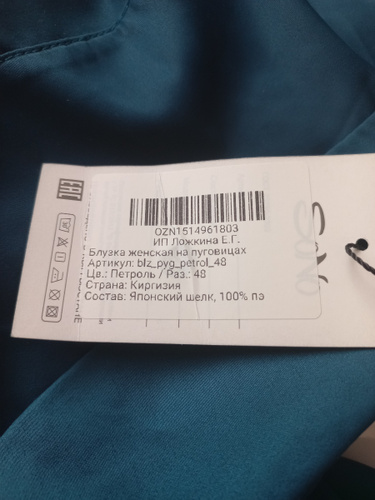 OZN1514961803
ИП Ложкина Е.Г.
Блузка женская на пуговицах
Артикул: blz_pyg_petrol_48
Цв.: Петроль / Раз.: 48
Страна: Киргизия
Состав: Японский шелк, 100% пэ
EAC